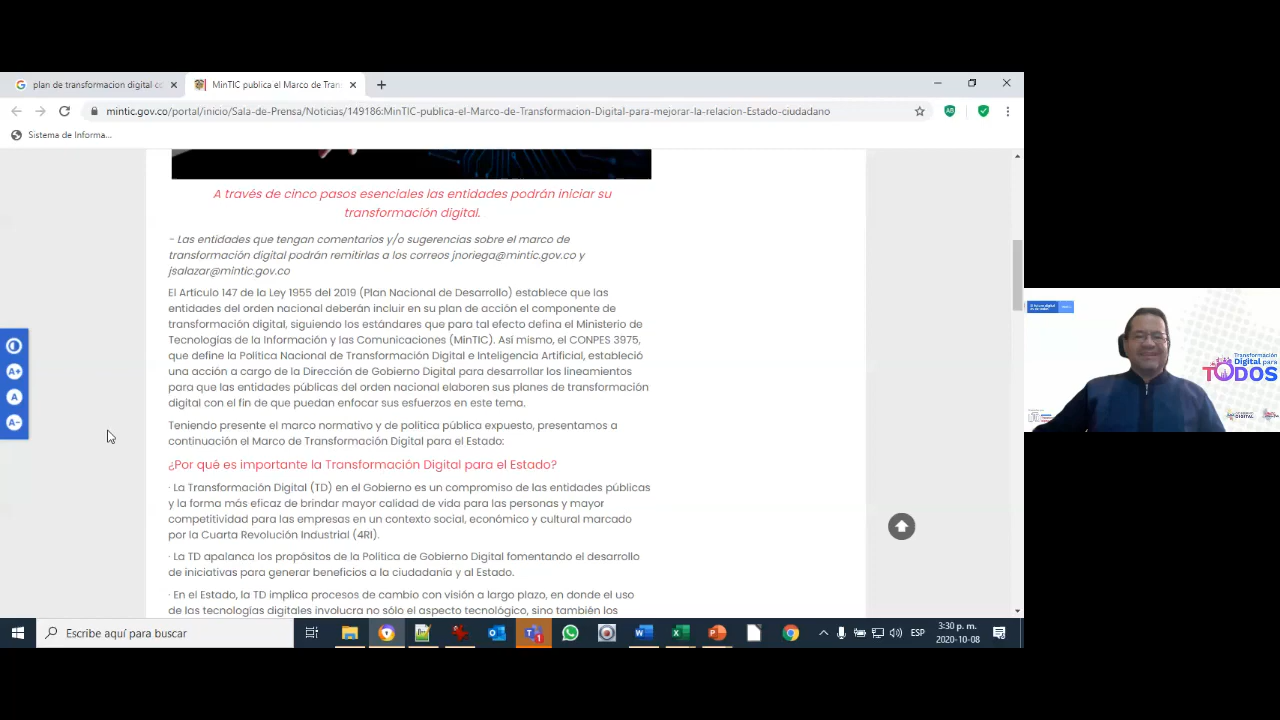 plan de transformacion digital co
MinTIC publica el Marco de Tran
mintic.gov.co/portal/inicio/Sala-de-Prensa/Noticias/149186:MinTIC-publica-el-Marco-de-Transformacion-Digital-para-mejorar-la-relacion-Estado-ciudadano
Sistema de Informa...
A través de cinco pasos esenciales las entidades podrán iniciar su
transformación digital.
- Las entidades que tengan comentarios y/o sugerencias sobre el marco de
transformación digital podrán remitirlas a los correos jnoriega@mintic.gov.co y
jsalazar@mintic.gov.co
El Articulo 147 de la Ley 1955 del 2019 (Plan Nacional de Desarrollo) establece que las
entidades del orden nacional deberán incluir en su plan de acción el componente de
transformación digital, siguiendo los estándares que para tal efecto defina el Ministerio de
Tecnologías de la Información y las Comunicaciones (MinTIC). Así mismo, el CONPES 3975,
que define la Política Nacional de Transformación Digital e Inteligencia Artificial, estableció
una acción a cargo de la Dirección de Gobierno Digital para desarrollar los lineamientos
para que las entidades públicas del orden nacional elaboren sus planes de transformación
digital con el fin de que puedan enfocar sus esfuerzos en este tema.
Teniendo presente el marco normativo y de política pública expuesto, presentamos a
continuación el Marco de Transformación Digital para el Estado:
¿Por qué es importante la Transformación Digital para el Estado?
· La Transformación Digital (TD) en el Gobierno es un compromiso de las entidades públicas
y la forma más eficaz de brindar mayor calidad de vida para las personas y mayor
competitividad para las empresas en un contexto social, económico y cultural marcado
por la Cuarta Revolución Industrial (4RI).
· La TD apalanca los propósitos de la Política de Gobierno Digital fomentando el desarrollo
de iniciativas para generar beneficios a la ciudadanía y al Estado.
· En el Estado, la TD implica procesos de cambio con visión a largo plazo, en donde el uso
de las tecnologías digitales involucra no sólo el aspecto tecnológico, sino también los
A+
A
A-
Transformación
Digital para
TODOS
Escribe aquí para buscar
ESP
3:30 p. m.
2020-10-08